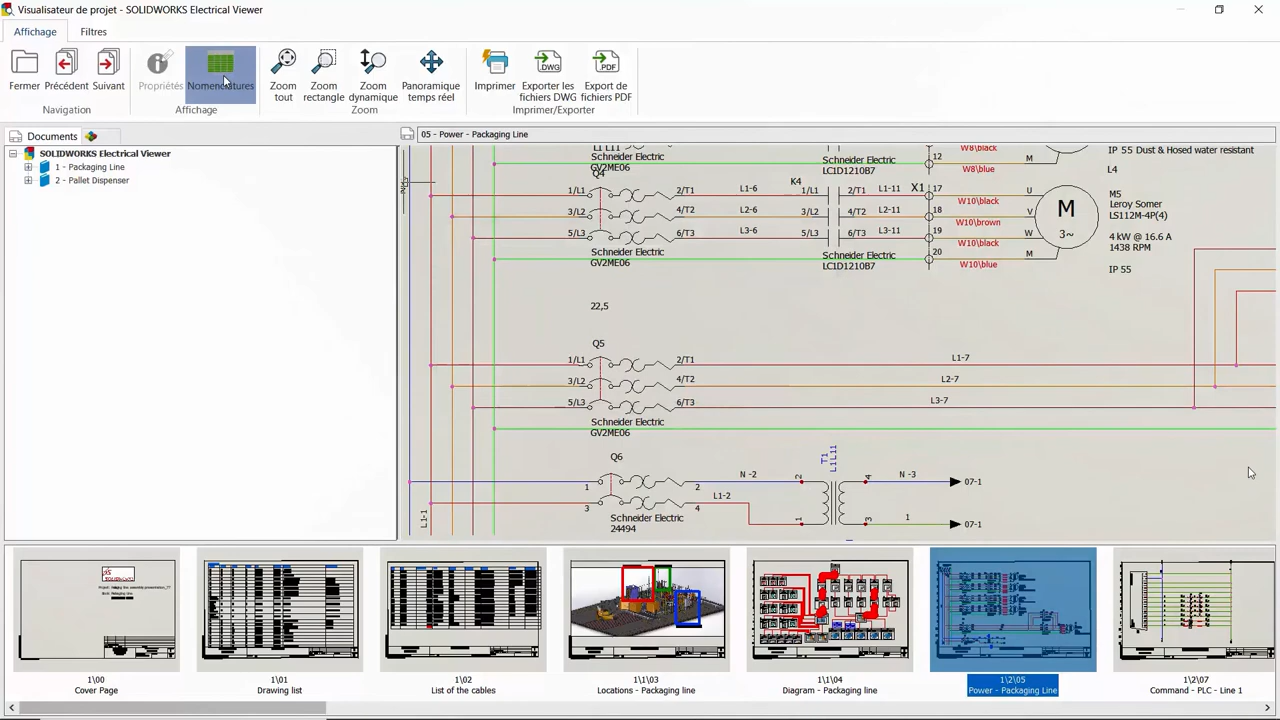 Visualisateur de projet - SOLIDWORKS Electrical Viewer
Affichage Filtres
Fermer Précédent Suivant Propriétés Nomenclatures Zoom tout Zoom rectangle Zoom dynamique Panoramique temps réel Imprimer Exporter les fichiers DWG Export de fichiers PDF
Navigation Affichage Zoom Imprimer/Exporter
Documents
SOLIDWORKS Electrical Viewer
1 - Packaging Line
2 - Pallet Dispenser
05 - Power - Packaging Line
Schneider Electric
GV2ME06
Schneider Electric
LC1D1210B7
12 W8\black M
W8\blue
IP 55 Dust & Hosed water resistant
L4
Q4 K4 X1
1/L1 2/T1 L1-6 1/L1 2/T1 L1-11 17 U
W10\black
3/L2 4/T2 L2-6 3/L2 4/T2 L2-11 18 V
W10\brown
5/L3 6/T3 L3-6 5/L3 6/T3 L3-11 19 W
W10\black
20 M
W10\blue
M
3~
M5
Leroy Somer
LS112M-4P(4)
4 kW @ 16.6 A
1438 RPM
IP 55
Schneider Electric
GV2ME06
Schneider Electric
LC1D1210B7
22,5
Q5
1/L1 2/T1 L1-7
3/L2 4/T2 L2-7
5/L3 6/T3 L3-7
Schneider Electric
GV2ME06
Q6 T1
L1L11
1 2 N -2 2 4 N -3 07-1
3 4 L1-2 1 3 1 07-1
Schneider Electric
24494
L1-1
1\00
Cover Page
1\01
Drawing list
1\02
List of the cables
1\1\03
Locations - Packaging line
1\1\04
Diagram - Packaging line
1\2\05
Power - Packaging Line
1\2\07
Command - PLC - Line 1